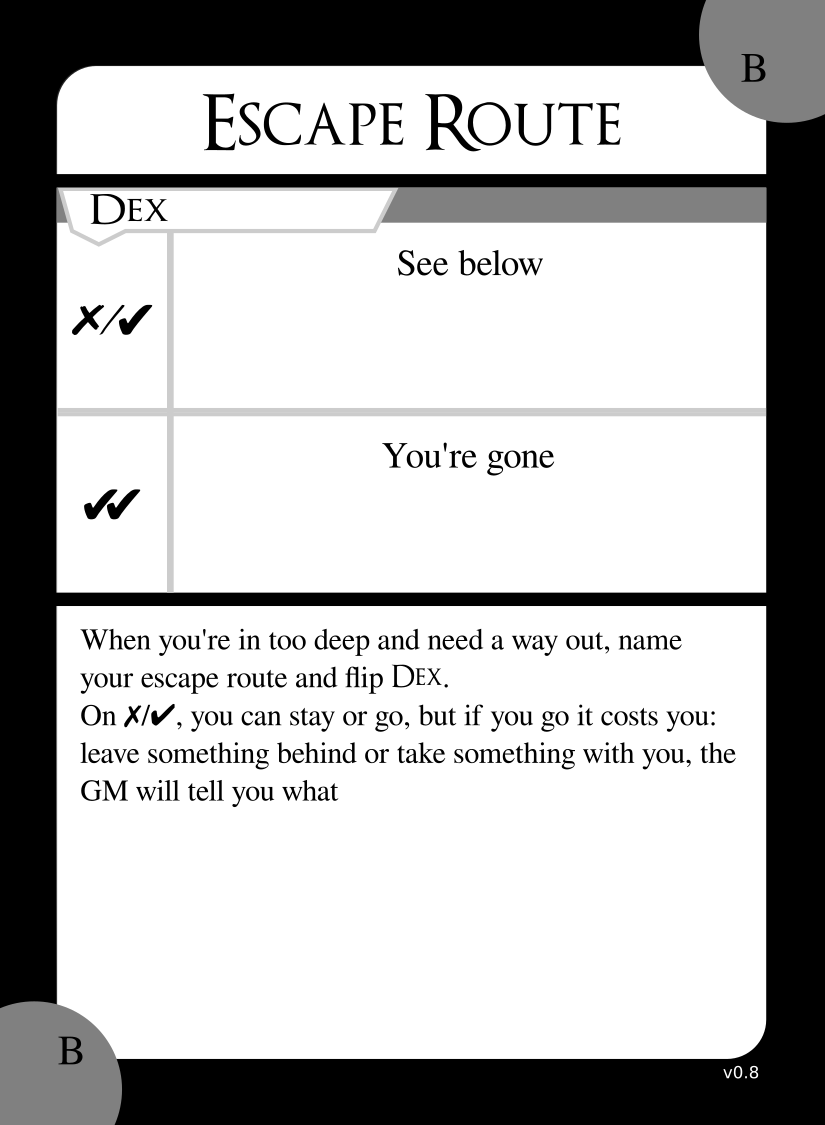 B
Escape Route
Dex
See below
✗/✔
You're gone
✔✔
When you're in too deep and need a way out, name
your escape route and flip Dex.
On ✗/✔, you can stay or go, but if you go it costs you:
leave something behind or take something with you, the
GM will tell you what
B
v0.8